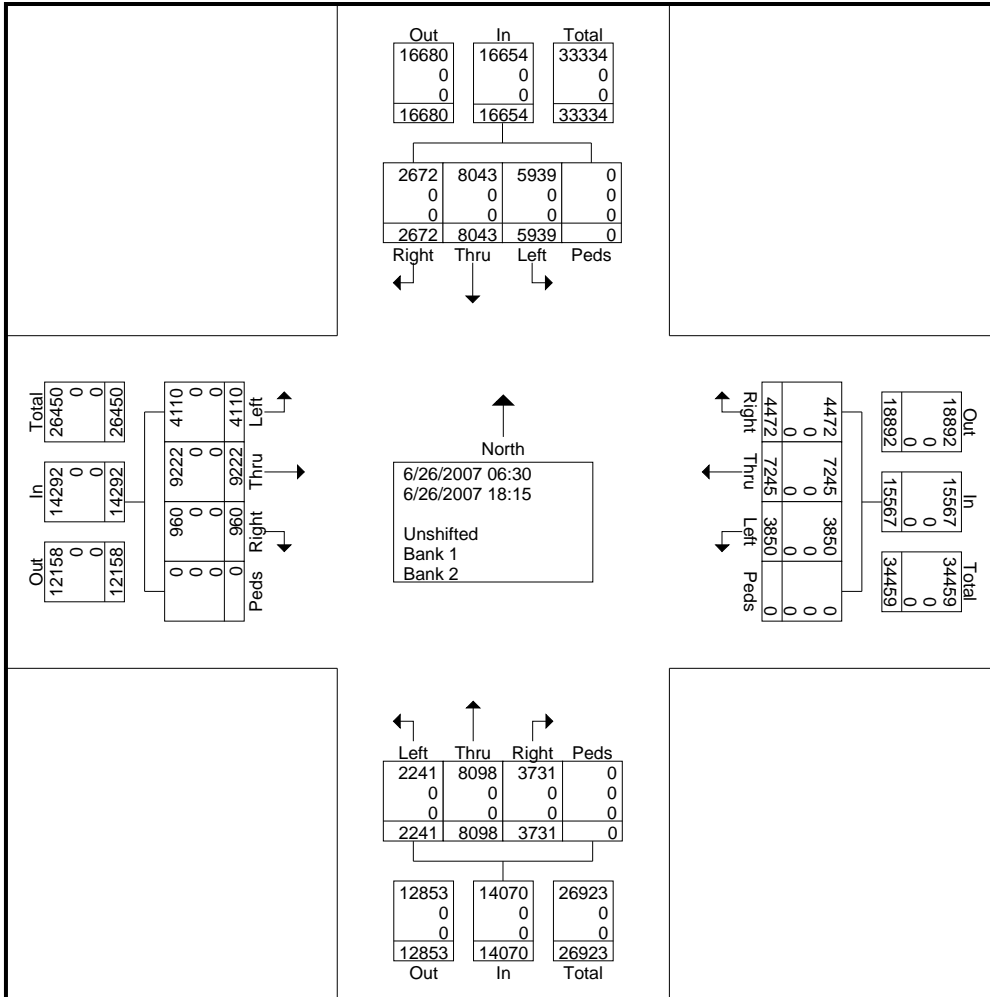 Out In Total
16680 16654 33334
0 0 0
0 0 0
16680 16654 33334
2672 8043 5939 0
0 0 0 0
0 0 0 0
2672 8043 5939 0
Right Thru Left Peds
Total
26450 0 0 26450
In
14292 0 0 14292
Out
12158 0 0 12158
4110 0 0 4110 Left
9222 0 0 9222 Thru
960 0 0 960 Right
0 0 0 0 Peds
North
6/26/2007 06:30
6/26/2007 18:15
Unshifted
Bank 1
Bank 2
Right
4472 0 0 4472
Thru
7245 0 0 7245
Left
3850 0 0 3850
Peds
0 0 0 0
Out
18892 0 0 18892
In
15567 0 0 15567
Total
34459 0 0 34459
Left Thru Right Peds
2241 8098 3731 0
0 0 0 0
0 0 0 0
2241 8098 3731 0
12853 14070 26923
0 0 0
0 0 0
12853 14070 26923
Out In Total